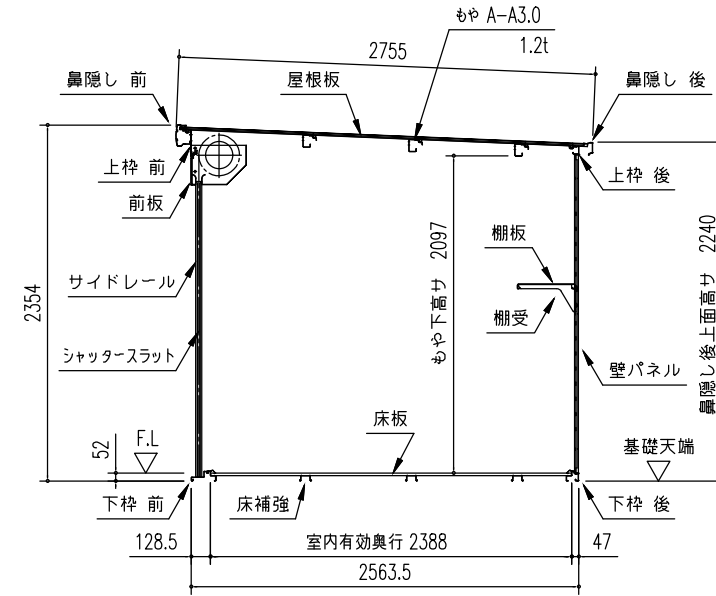 もや A-A3.0
1.2t
2755
鼻隠し 前
屋根板
鼻隠し 後
上枠 前
上枠 後
前板
2354
サイドレール
もや下高サ 2097
棚板
棚受
鼻隠し後上面高サ 2240
シャッタースラット
壁パネル
床板
52
F.L
基礎天端
下枠 前
床補強
下枠 後
128.5
室内有効奥行 2388
47
2563.5